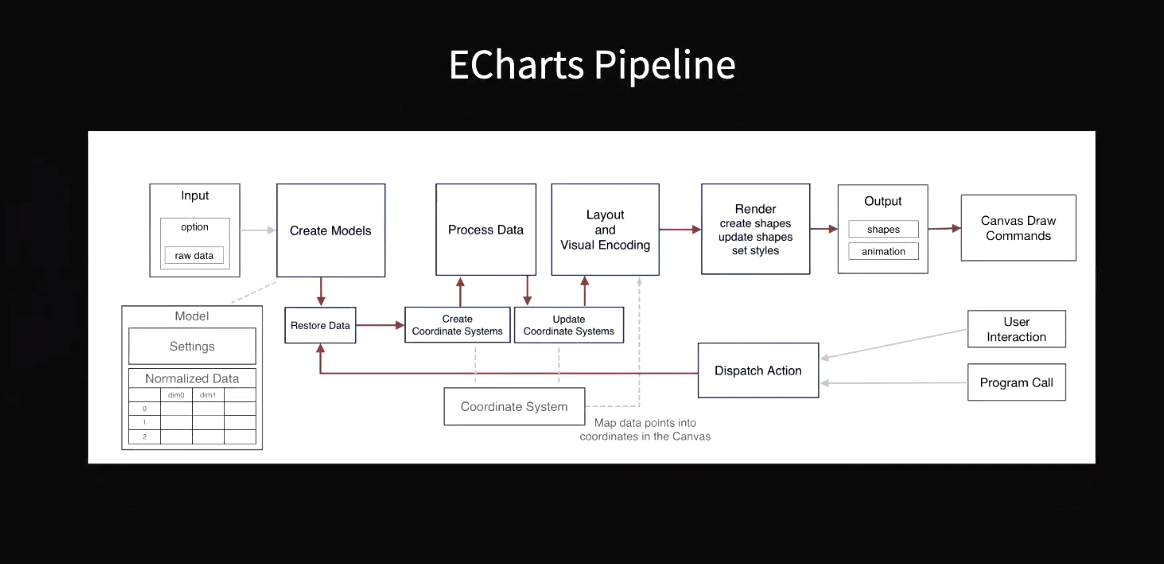 ECharts Pipeline
Input
option
raw data
Create Models
Process Data
Layout
and
Visual Encoding
Render
create shapes
update shapes
set styles
Output
shapes
animation
Canvas Draw
Commands
Restore Data
Create
Coordinate Systems
Update
Coordinate Systems
Model
Settings
Normalized Data
dim0 dim1
0
1
2
Coordinate System
Map data points into
coordinates in the Canvas
Dispatch Action
User
Interaction
Program Call